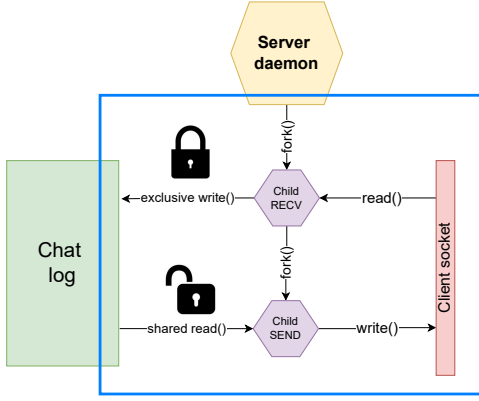 Server
daemon
fork()
Child
RECV
exclusive write()
read()
Chat
log
Client socket
fork()
Child
SEND
shared read()
write()